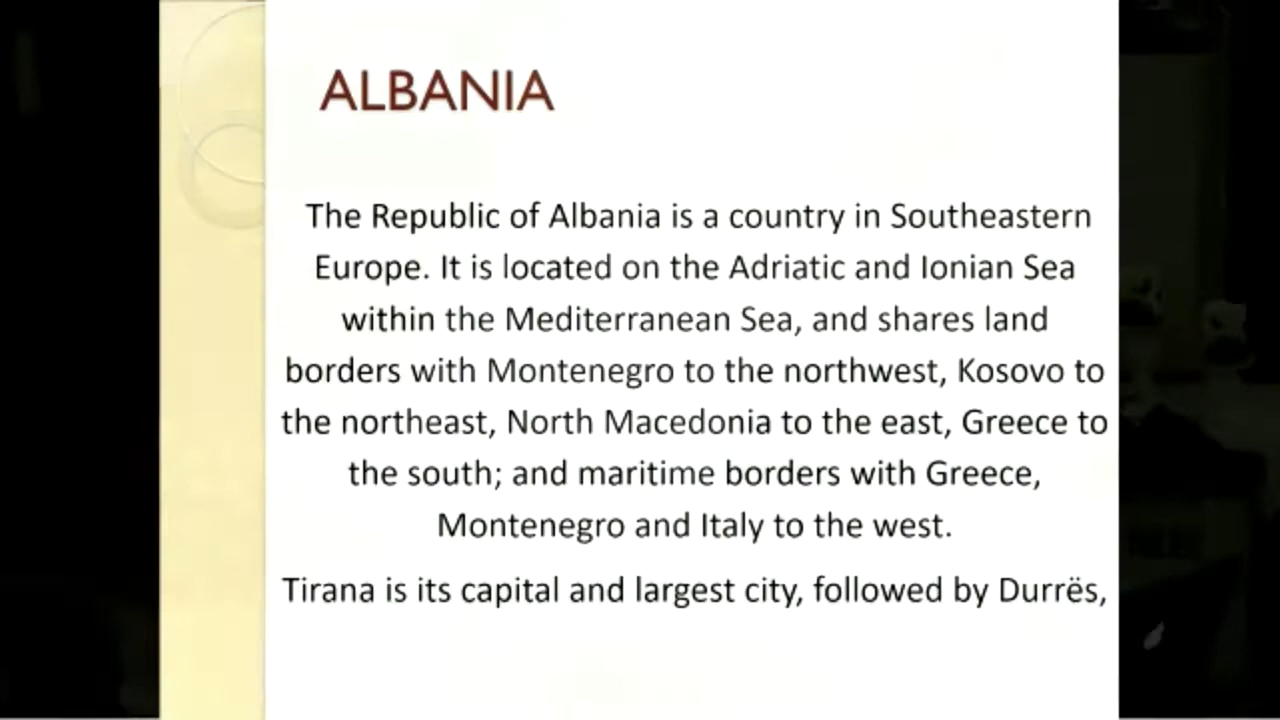 ALBANIA
The Republic of Albania is a country in Southeastern
Europe. It is located on the Adriatic and Ionian Sea
within the Mediterranean Sea, and shares land
borders with Montenegro to the northwest, Kosovo to
the northeast, North Macedonia to the east, Greece to
the south; and maritime borders with Greece,
Montenegro and Italy to the west.
Tirana is its capital and largest city, followed by Durrës,